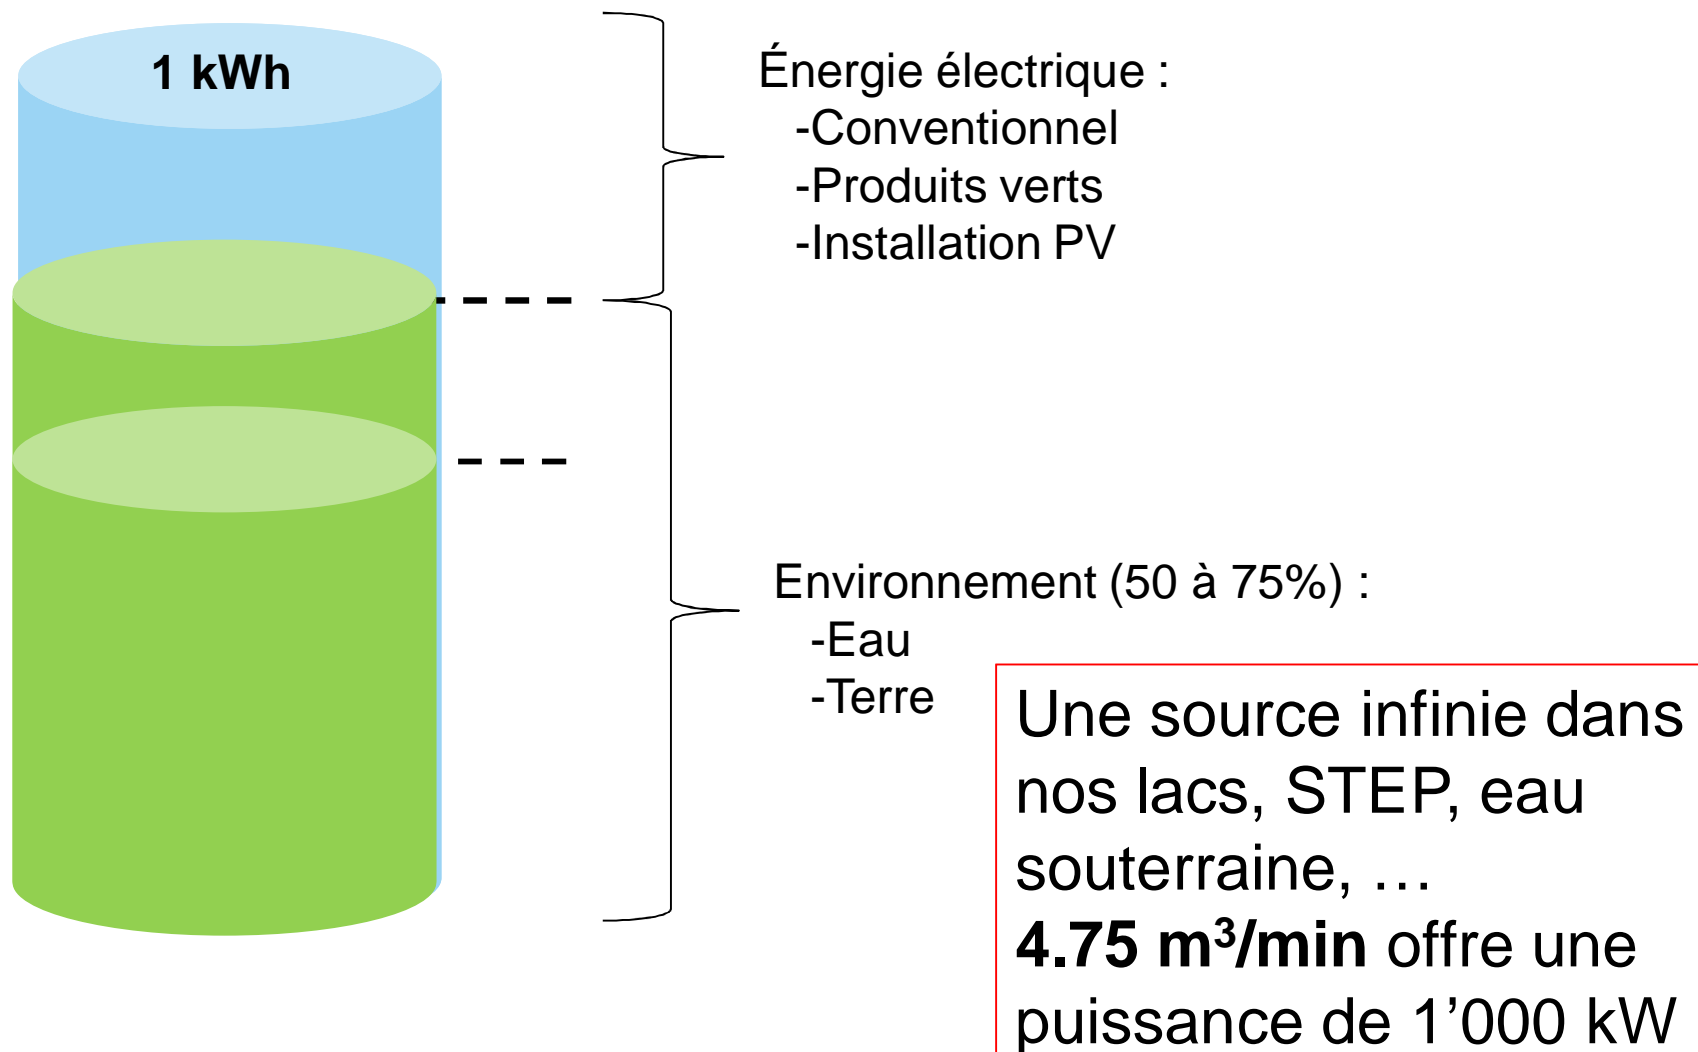 1 kWh
Énergie électrique :
-Conventionnel
-Produits verts
-Installation PV
Environnement (50 à 75%) :
-Eau
-Terre
Une source infinie dans
nos lacs, STEP, eau
souterraine, …
4.75 m³/min offre une
puissance de 1’000 kW